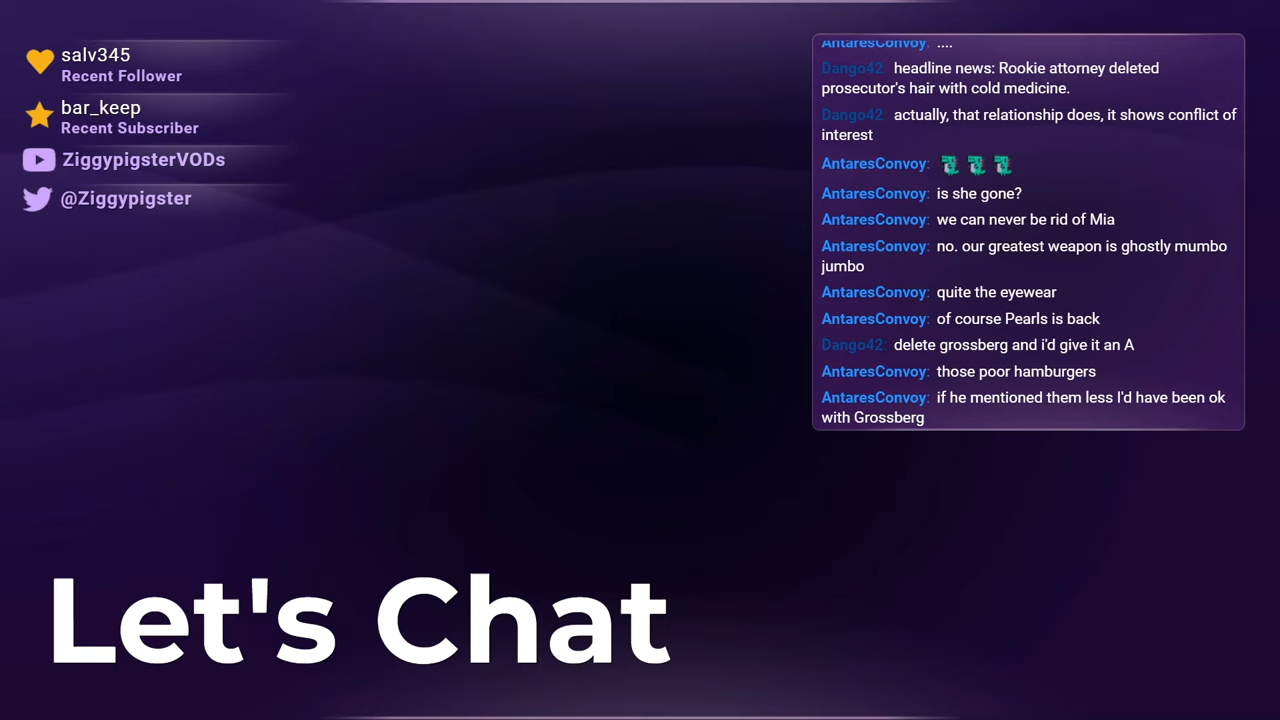 salv345
Recent Follower
bar_keep
Recent Subscriber
ZiggypigsterVODs
@Ziggypigster
AntaresConvoy: ....
Dango42: headline news: Rookie attorney deleted
prosecutor's hair with cold medicine.
Dango42: actually, that relationship does, it shows conflict of
interest
AntaresConvoy:
AntaresConvoy: is she gone?
AntaresConvoy: we can never be rid of Mia
AntaresConvoy: no. our greatest weapon is ghostly mumbo
jumbo
AntaresConvoy: quite the eyewear
AntaresConvoy: of course Pearls is back
Dango42: delete grossberg and i'd give it an A
AntaresConvoy: those poor hamburgers
AntaresConvoy: if he mentioned them less I'd have been ok
with Grossberg
Let's Chat